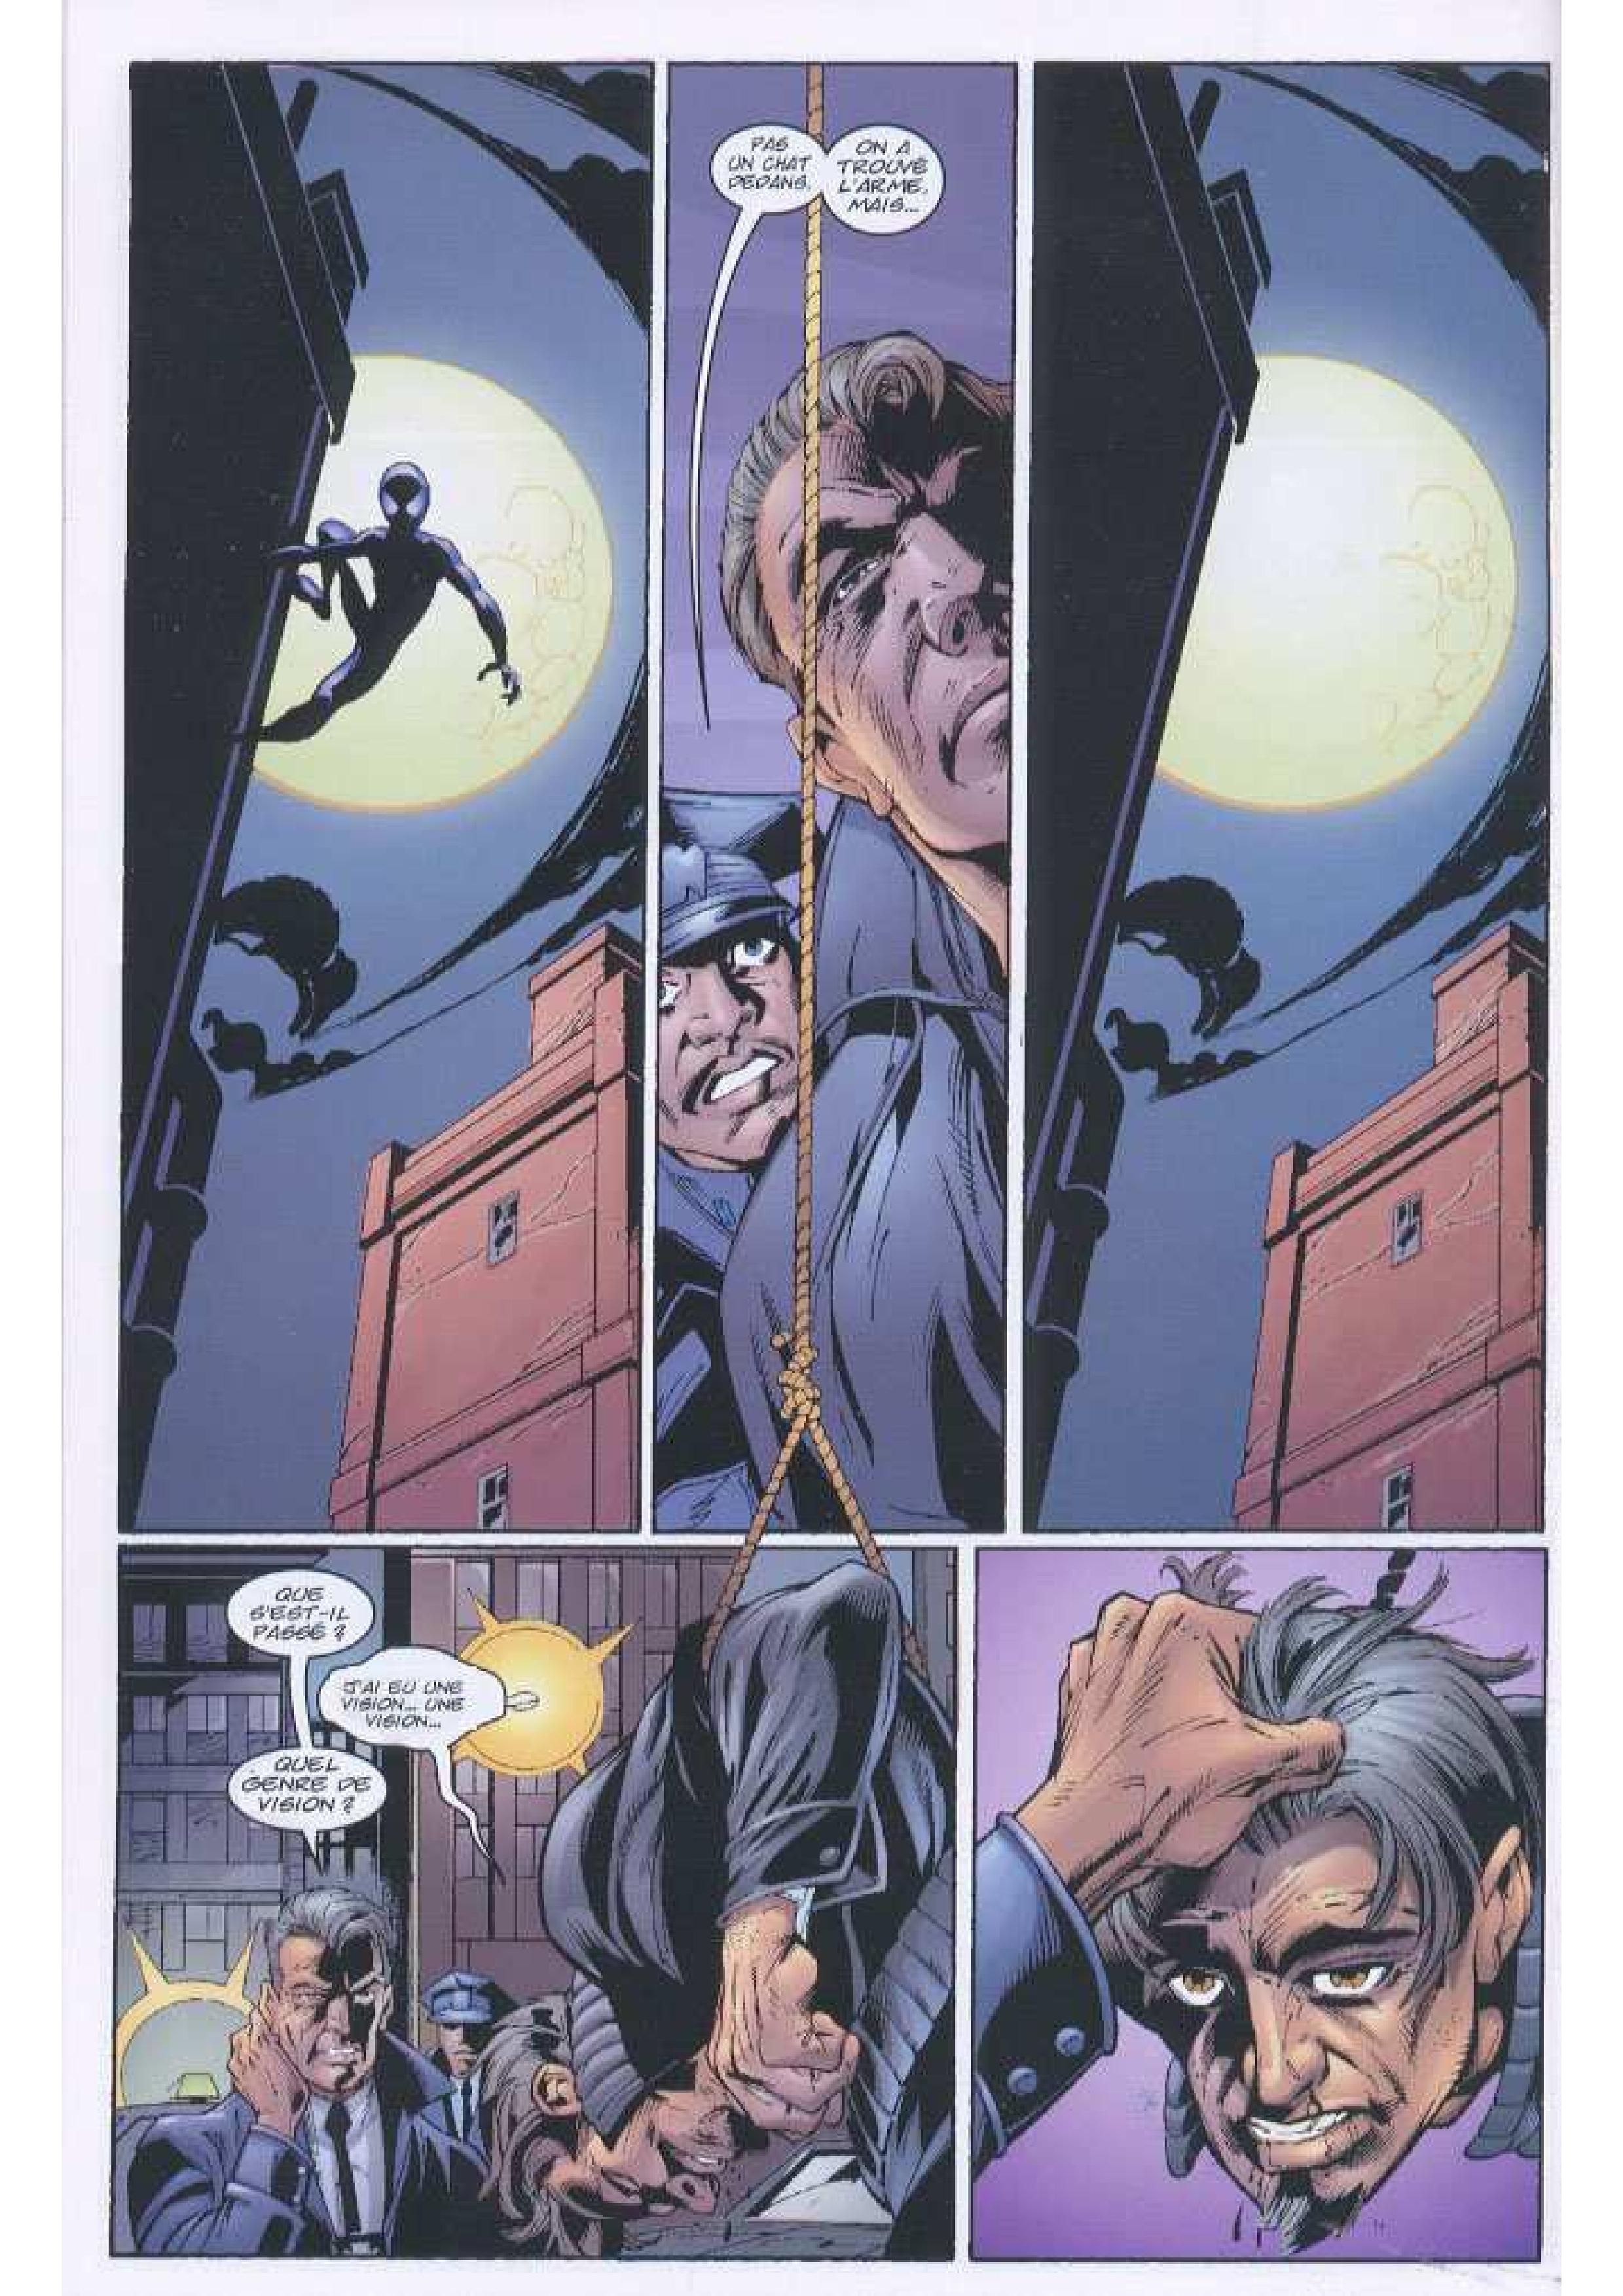 PAS
UN CHAT
DEDANS.
ON A
TROUVÉ
L'ARME,
MAIS...
QUE
S'EST-IL
PASSÉ ?
J'AI EU UNE
VISION... UNE
VISION...
QUEL
GENRE DE
VISION ?